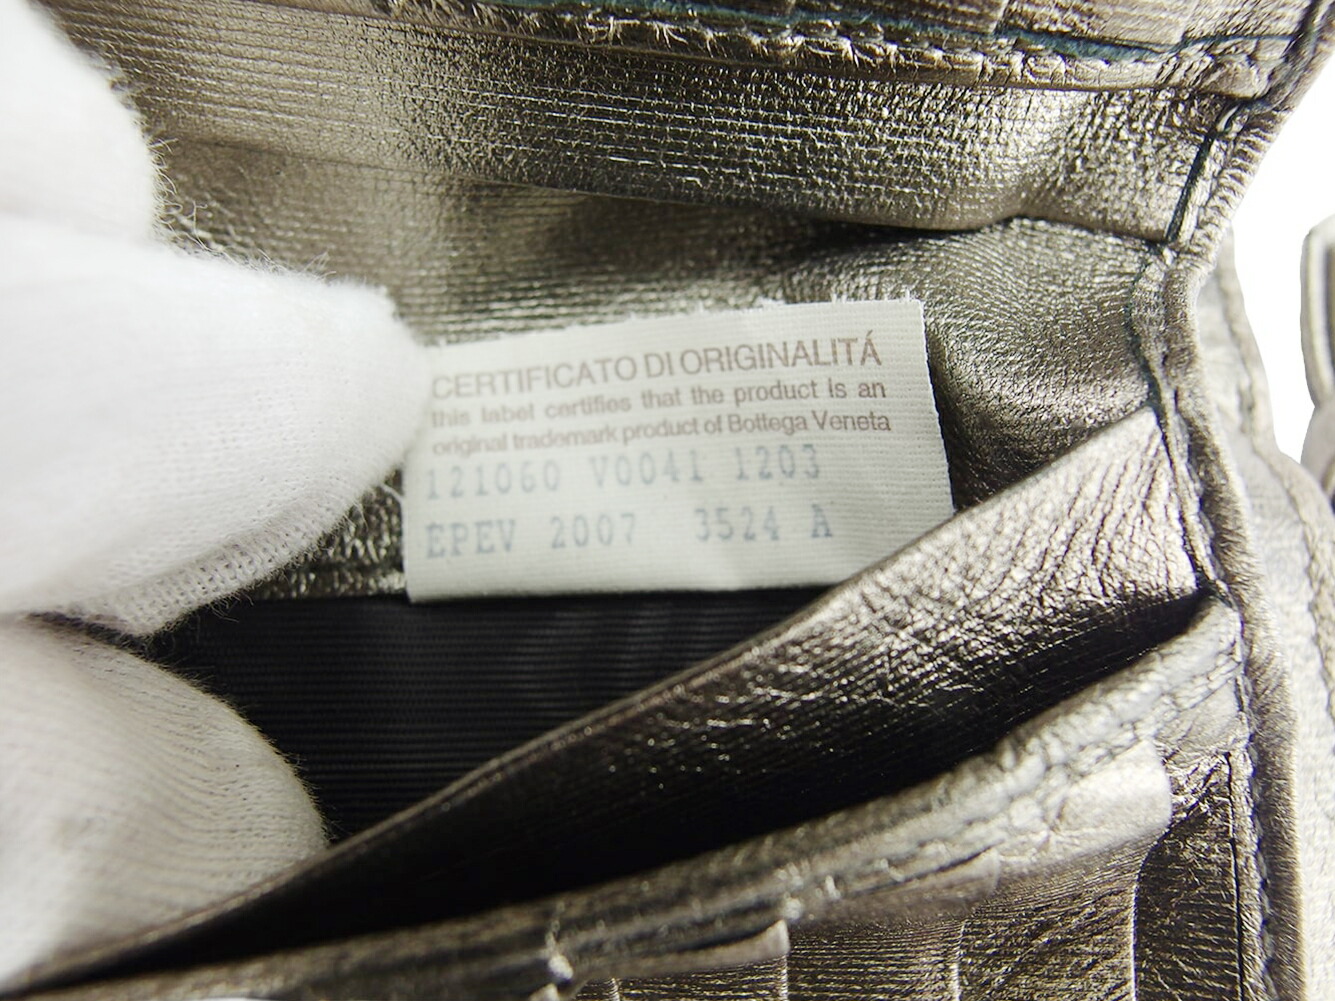 CERTIFICATO DI ORIGINALITÁ
this label certifies that the product is an
original trademark product of Bottega Veneta
121060 V0041 1203
EPEV 2007 3524 A